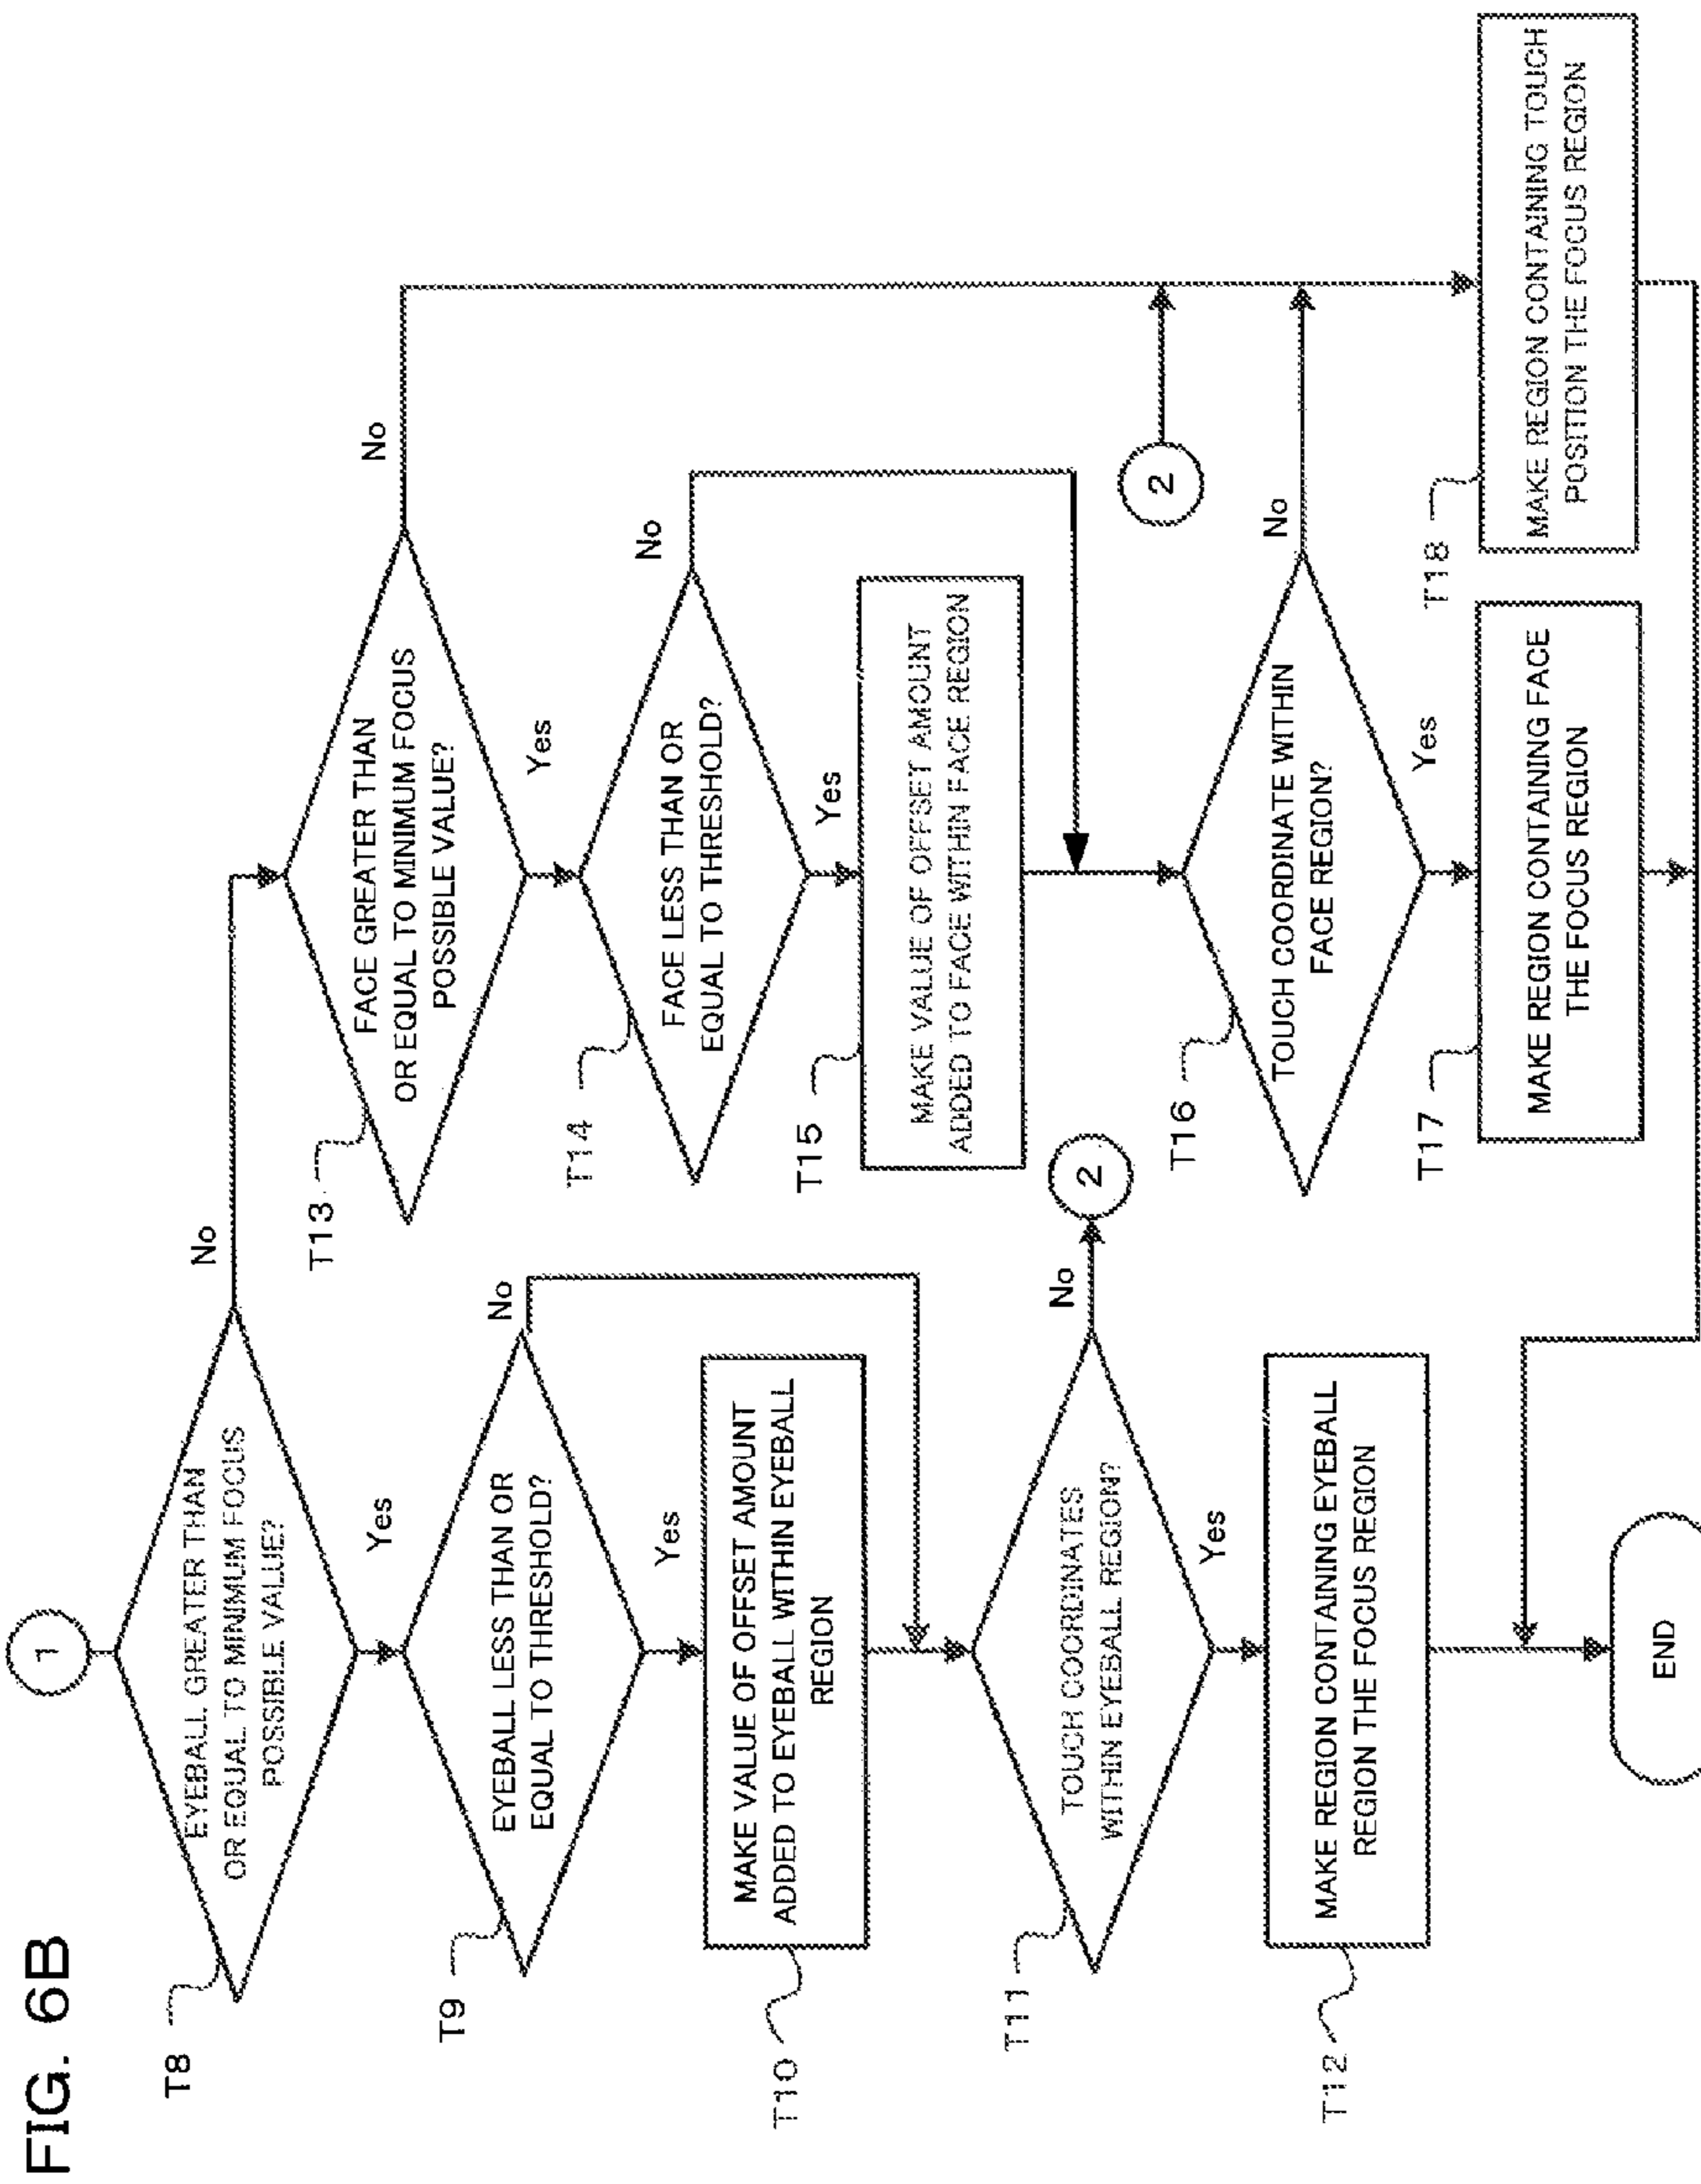 FIG. 6B
1
T8
EYEBALL GREATER THAN
OR EQUAL TO MINIMUM FOCUS
POSSIBLE VALUE?
No
Yes
T9
EYEBALL LESS THAN OR
EQUAL TO THRESHOLD?
No
Yes
T10
MAKE VALUE OF OFFSET AMOUNT
ADDED TO EYEBALL WITHIN EYEBALL
REGION
T11
TOUCH COORDINATES
WITHIN EYEBALL REGION?
No
2
Yes
T12
MAKE REGION CONTAINING EYEBALL
REGION THE FOCUS REGION
END
T13
FACE GREATER THAN
OR EQUAL TO MINIMUM FOCUS
POSSIBLE VALUE?
No
Yes
T14
FACE LESS THAN OR
EQUAL TO THRESHOLD?
No
Yes
T15
MAKE VALUE OF OFFSET AMOUNT
ADDED TO FACE WITHIN FACE REGION
2
T16
TOUCH COORDINATE WITHIN
FACE REGION?
No
Yes
T17
MAKE REGION CONTAINING FACE
THE FOCUS REGION
T18
MAKE REGION CONTAINING TOUCH
POSITION THE FOCUS REGION